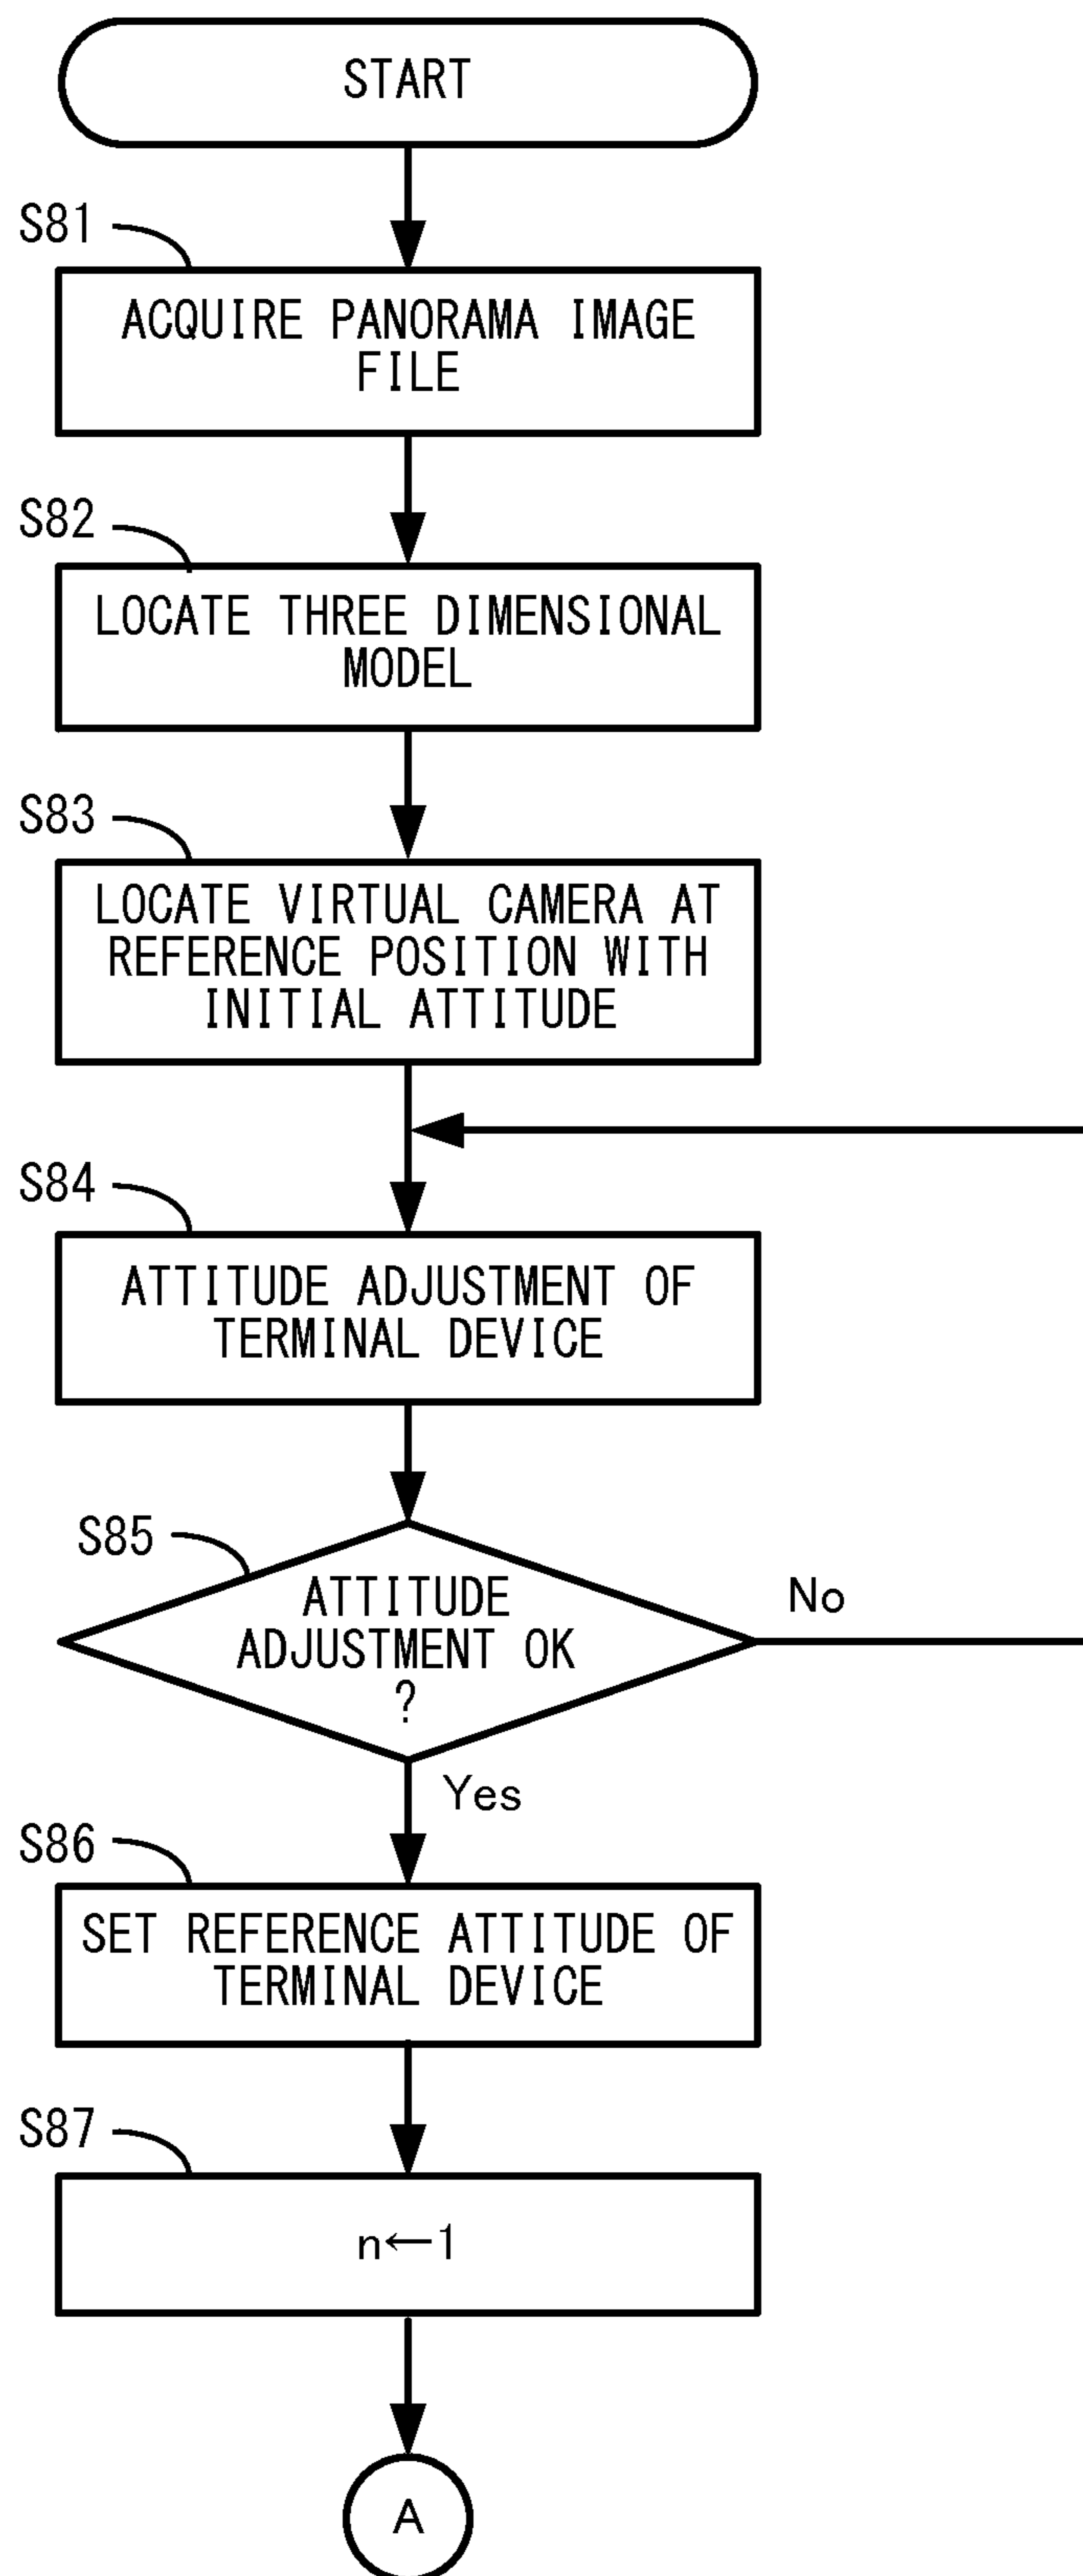 START
S81
ACQUIRE PANORAMA IMAGE
FILE
S82
LOCATE THREE DIMENSIONAL
MODEL
S83
LOCATE VIRTUAL CAMERA AT
REFERENCE POSITION WITH
INITIAL ATTITUDE
S84
ATTITUDE ADJUSTMENT OF
TERMINAL DEVICE
S85
ATTITUDE
ADJUSTMENT OK
?
No
Yes
S86
SET REFERENCE ATTITUDE OF
TERMINAL DEVICE
S87
n←1
A